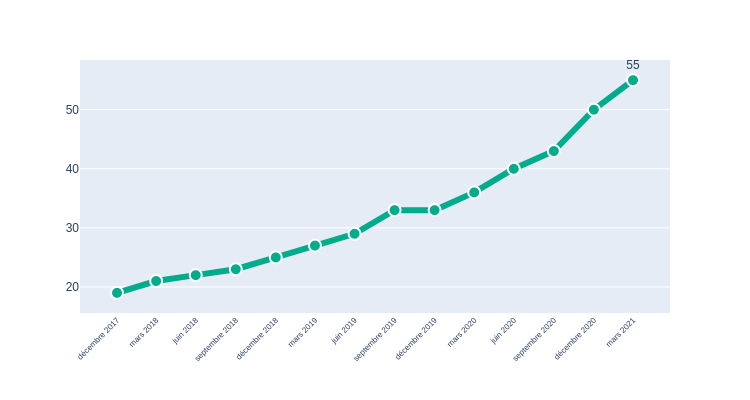 55
50
40
30
20
décembre 2017
mars 2018
juin 2018
septembre 2018
décembre 2018
mars 2019
juin 2019
septembre 2019
décembre 2019
mars 2020
juin 2020
septembre 2020
décembre 2020
mars 2021